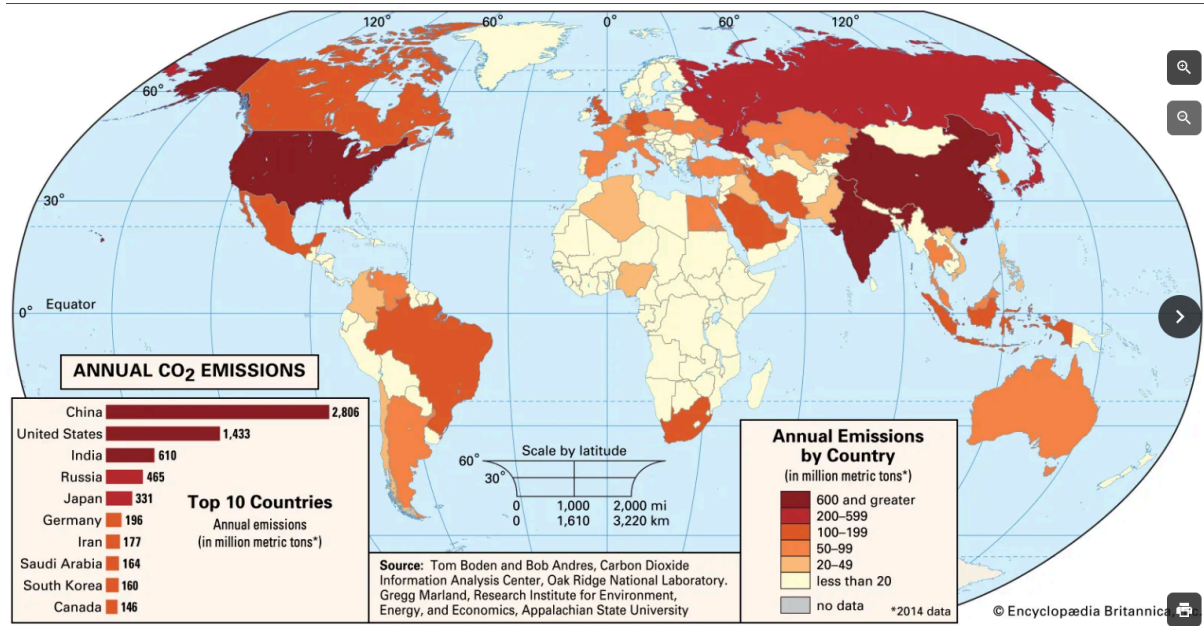 120°
60°
0°
60°
120°
60°
30°
0°
Equator
ANNUAL CO₂ EMISSIONS
China 2,806
United States 1,433
India 610
Russia 465
Japan 331
Germany 196
Iran 177
Saudi Arabia 164
South Korea 160
Canada 146
Top 10 Countries
Annual emissions
(in million metric tons*)
Scale by latitude
60°
30°
0 1,000 2,000 mi
0 1,610 3,220 km
Source: Tom Boden and Bob Andres, Carbon Dioxide
Information Analysis Center, Oak Ridge National Laboratory.
Gregg Marland, Research Institute for Environment,
Energy, and Economics, Appalachian State University
Annual Emissions
by Country
(in million metric tons*)
600 and greater
200–599
100–199
50–99
20–49
less than 20
no data
*2014 data
© Encyclopædia Britannica,